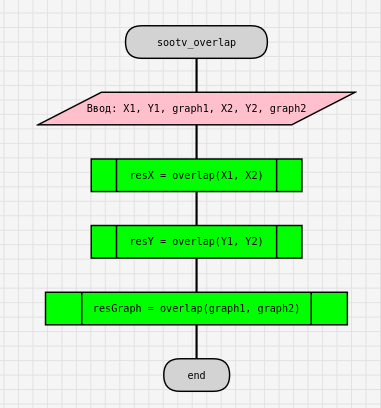 sootv_overlap
Ввод: X1, Y1, graph1, X2, Y2, graph2
resX = overlap(X1, X2)
resY = overlap(Y1, Y2)
resGraph = overlap(graph1, graph2)
end